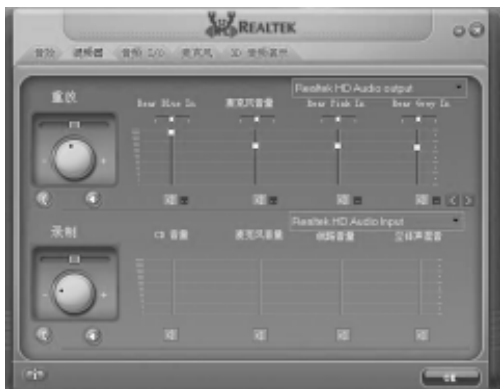 REALTEK
音效 混频器 音频 I/O 麦克风 3D 音频演示
Realtek HD Audio output
重放
Rear Blue In 麦克风音量 Rear Pink In Rear Grey In
Realtek HD Audio Input
录制
CD 音量 麦克风音量 线路音量 立体声混音
OK